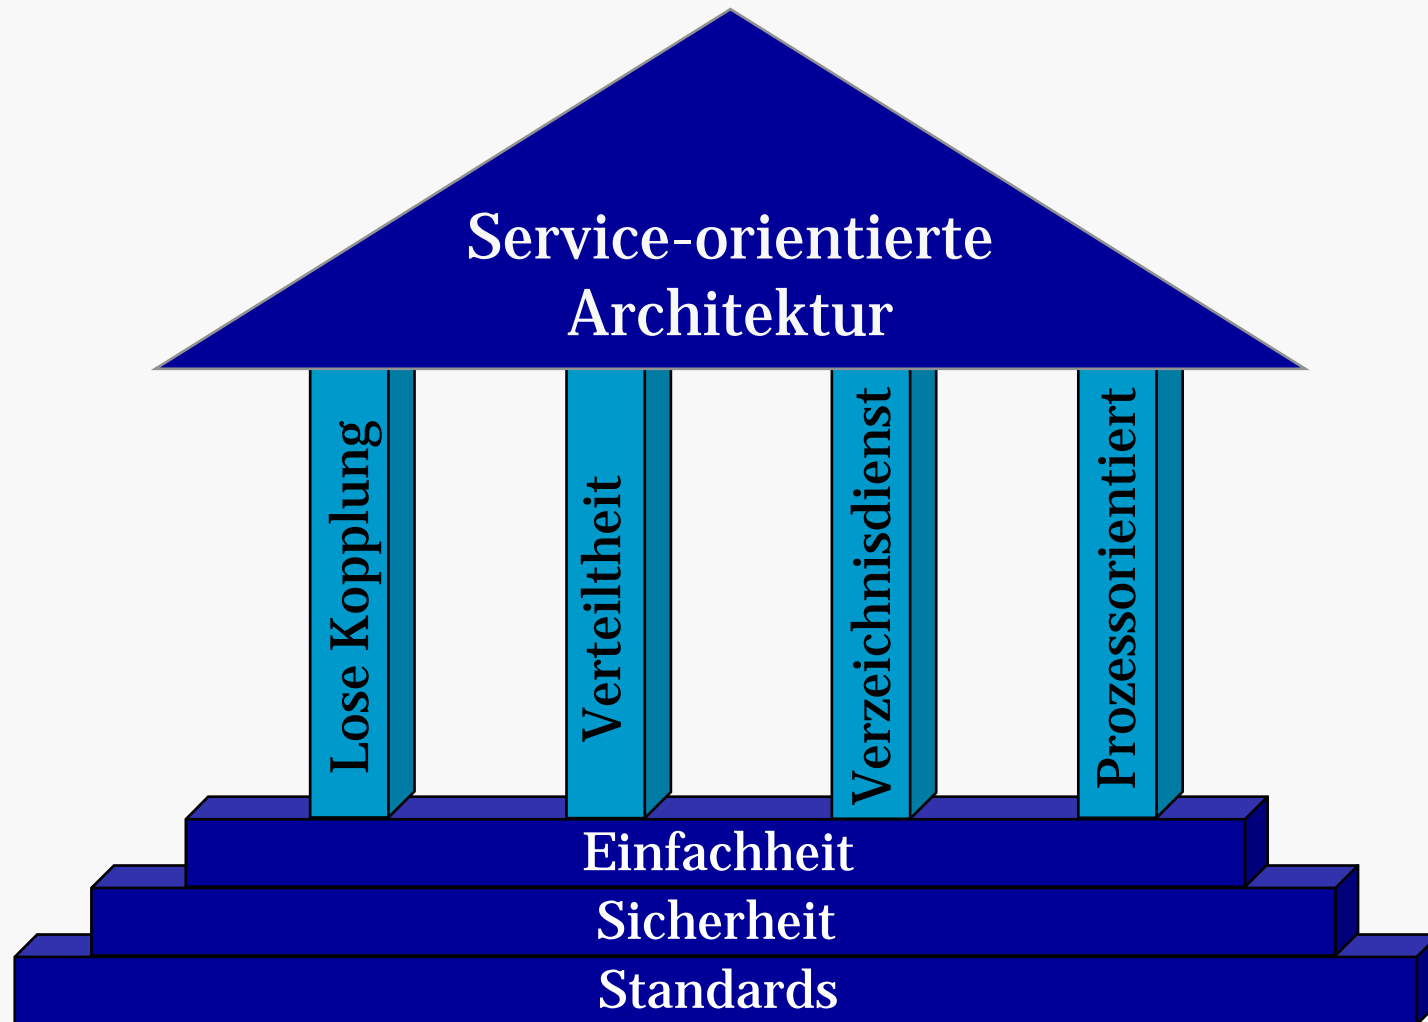 Service-orientierte
Architektur
Lose Kopplung
Verteiltheit
Verzeichnisdienst
Prozessorientiert
Einfachheit
Sicherheit
Standards